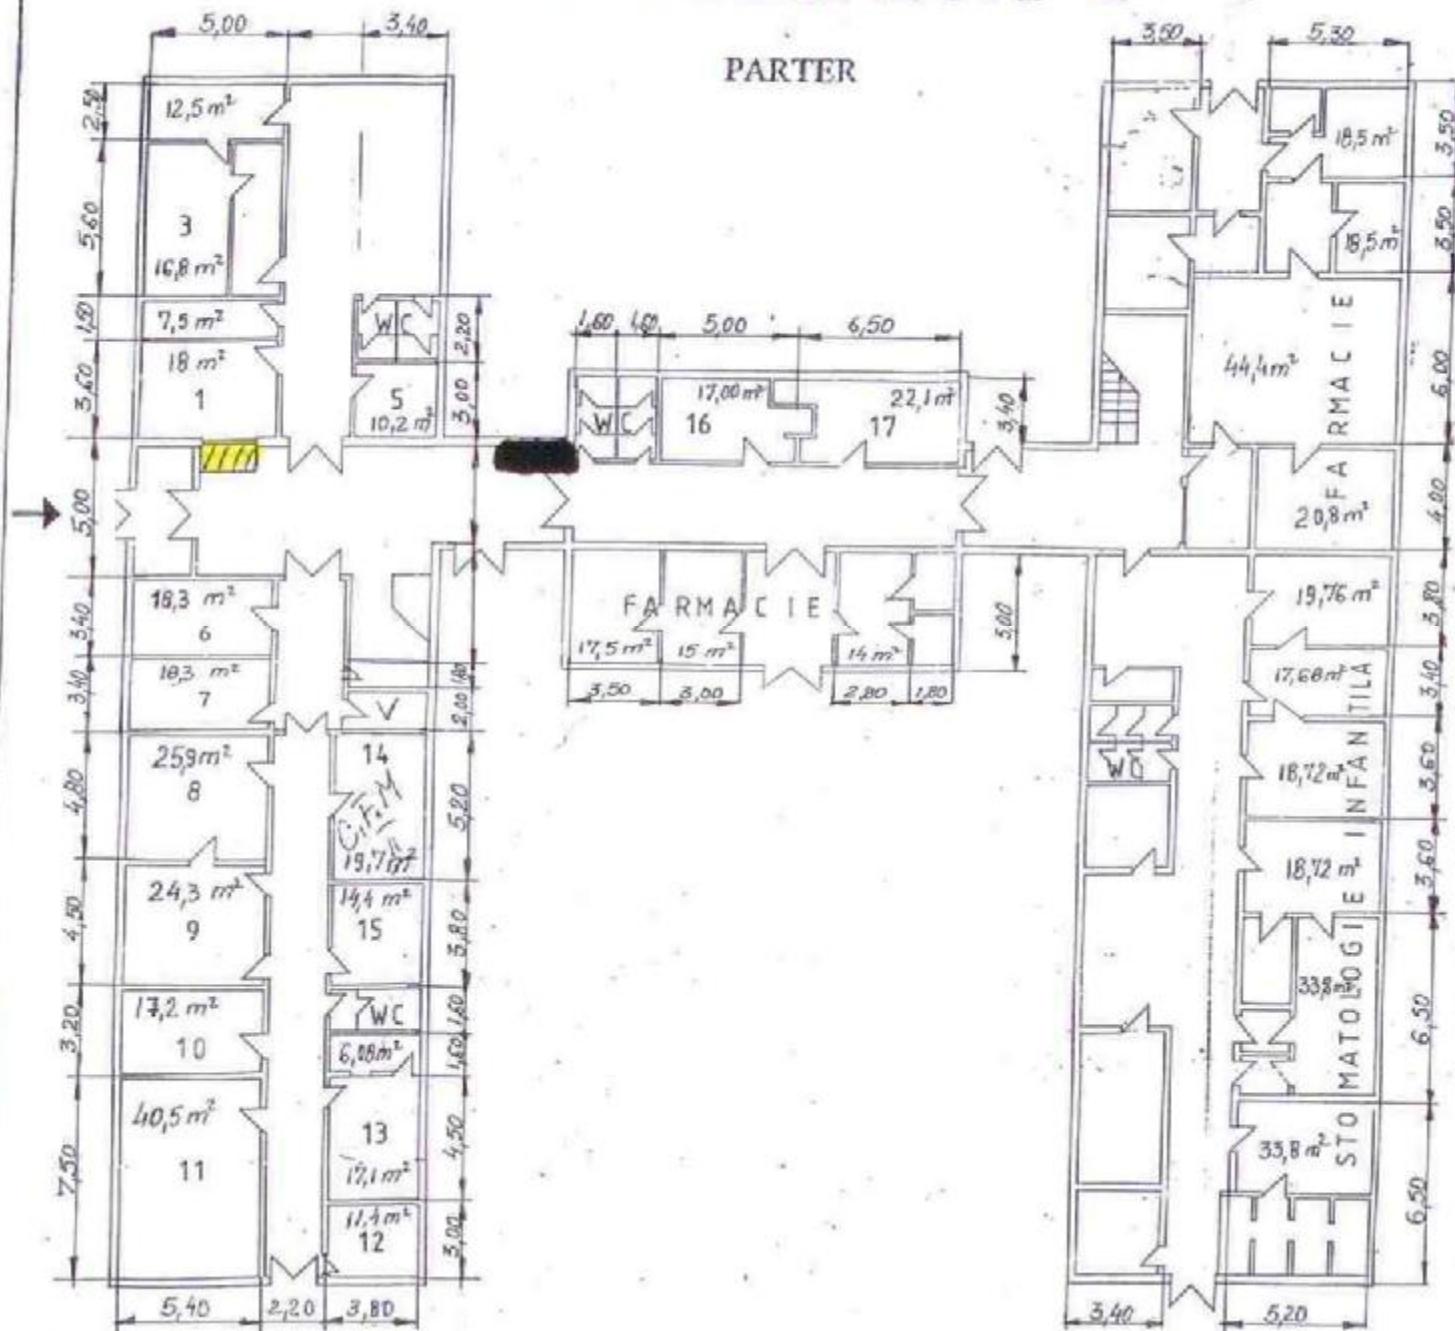 PARTER
5,00 3,40
3,50 5,30
2,50 5,60 1,50 3,60 5,00 3,40 3,40 4,80 4,50 3,20 7,50
12,5 m²
3
16,8 m²
7,5 m²
18 m²
1
WC
5
10,2 m²
2,20 3,00
1,60 1,60 5,00 6,50
WC
17,00 m²
16
22,1 m²
17
3,40
18,5 m²
18,5 m²
44,4 m²
FARMACIE
20,8 m²
3,50 3,50 6,00 4,00 3,80 3,40 3,60 3,60 6,50 6,50
18,3 m²
6
18,3 m²
7
25,9 m²
8
24,3 m²
9
17,2 m²
10
40,5 m²
11
V
14
C.F.M
19,7 m²
14,4 m²
15
WC
6,08 m²
13
17,1 m²
11,4 m²
12
2,00 5,20 3,80 1,60 1,60 4,50 3,00
5,40 2,20 3,80
FARMACIE
17,5 m² 15 m² 14 m²
3,50 3,00 2,80 1,80
5,00
WC
19,76 m²
17,68 m²
18,72 m²
18,72 m²
33,8 m²
33,8 m²
STOMATOLOGIE INFANTILA
3,40 5,20